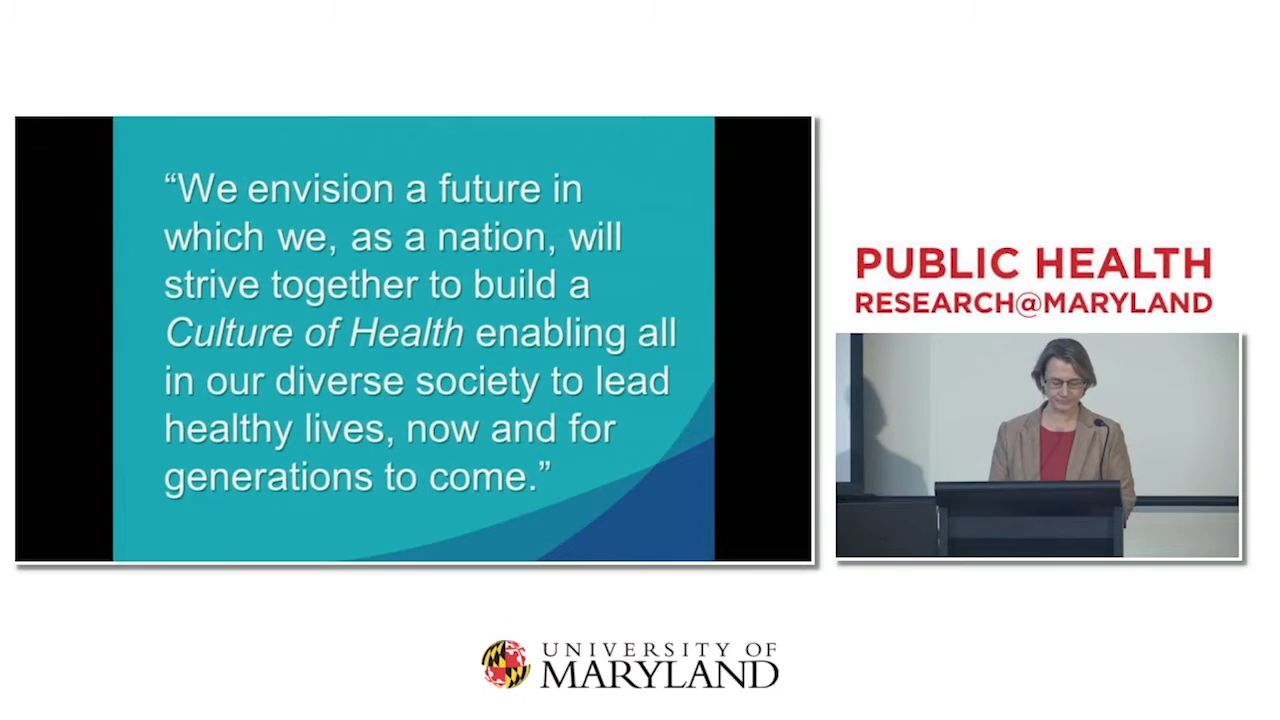 “We envision a future in
which we, as a nation, will
strive together to build a
Culture of Health enabling all
in our diverse society to lead
healthy lives, now and for
generations to come.”
PUBLIC HEALTH
RESEARCH@MARYLAND
UNIVERSITY OF
MARYLAND